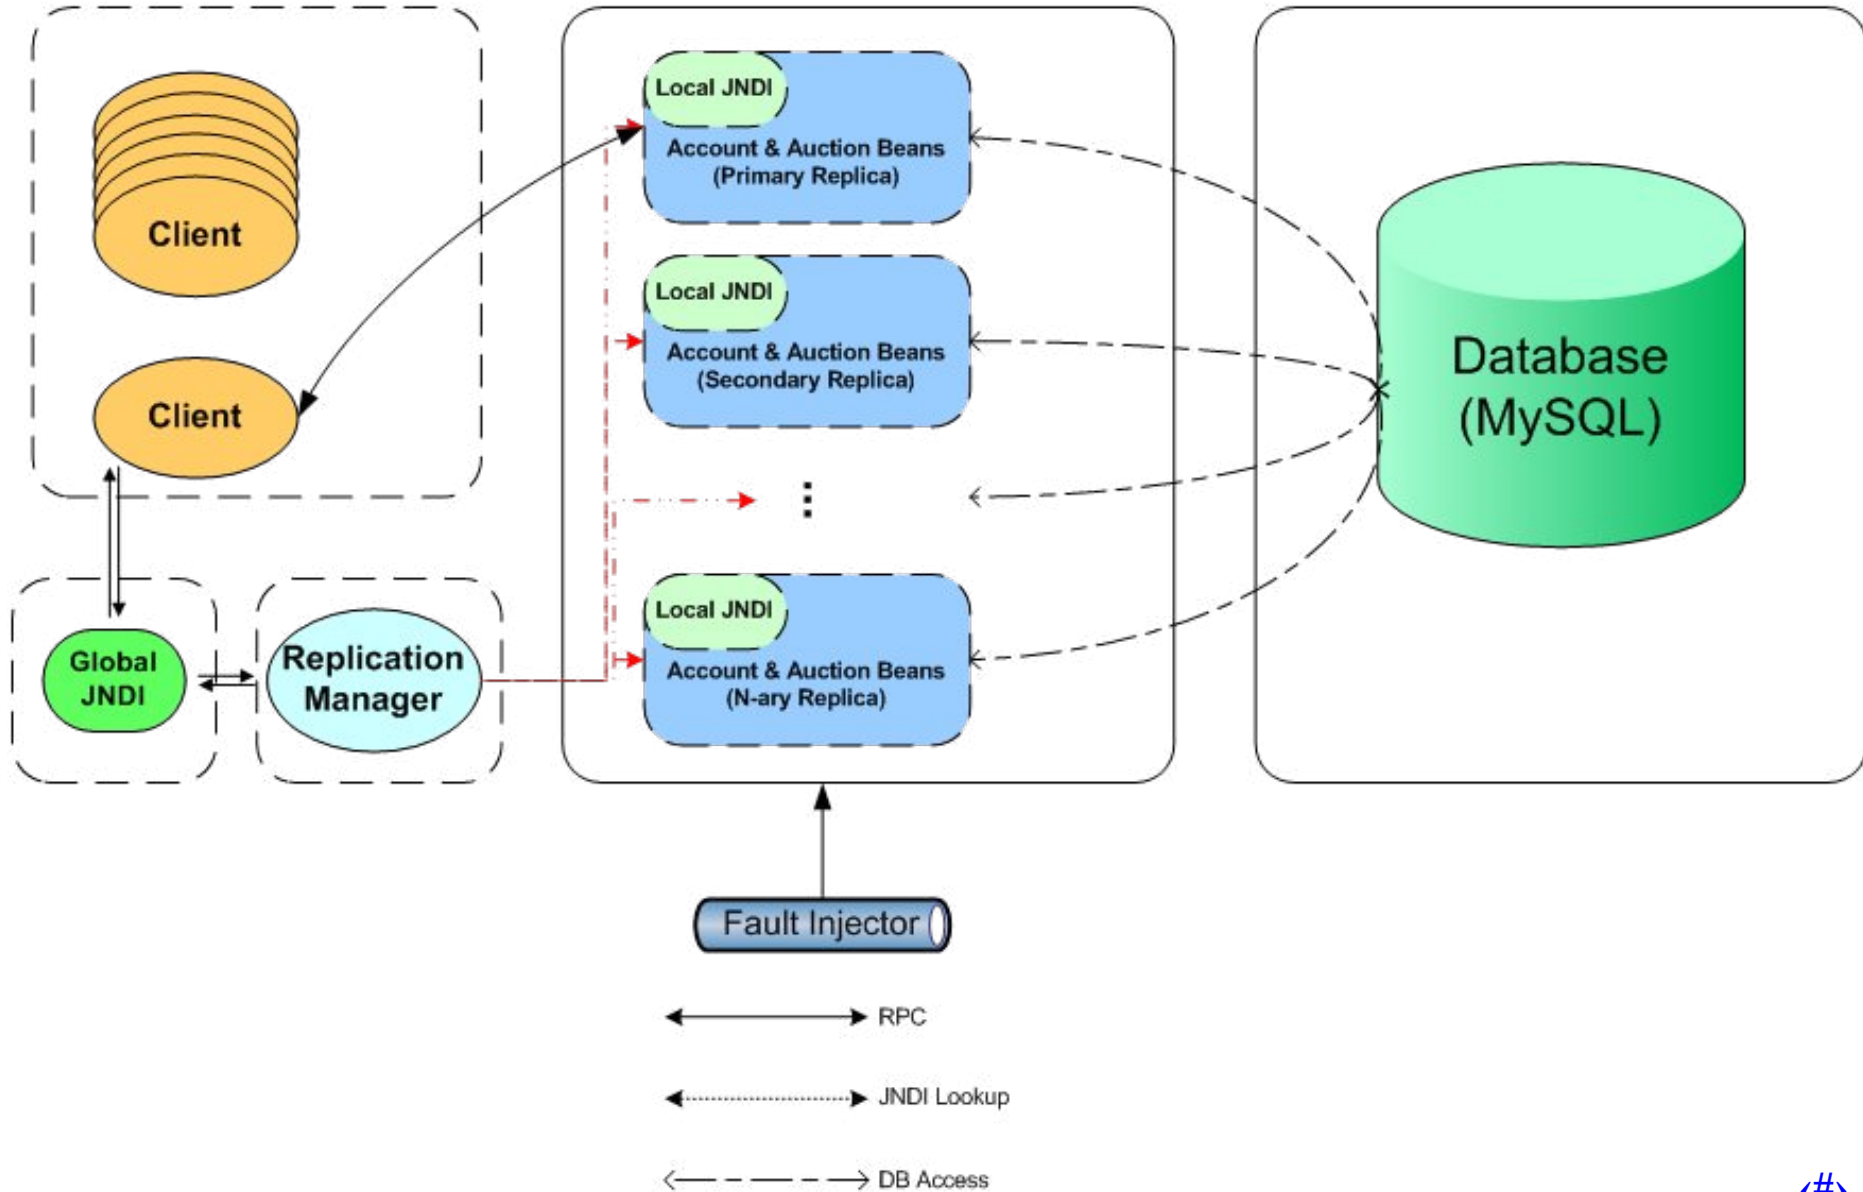 Client
Client
Global
JNDI
Replication
Manager
Local JNDI
Account & Auction Beans
(Primary Replica)
Local JNDI
Account & Auction Beans
(Secondary Replica)
Local JNDI
Account & Auction Beans
(N-ary Replica)
Database
(MySQL)
Fault Injector
RPC
JNDI Lookup
DB Access
(#)